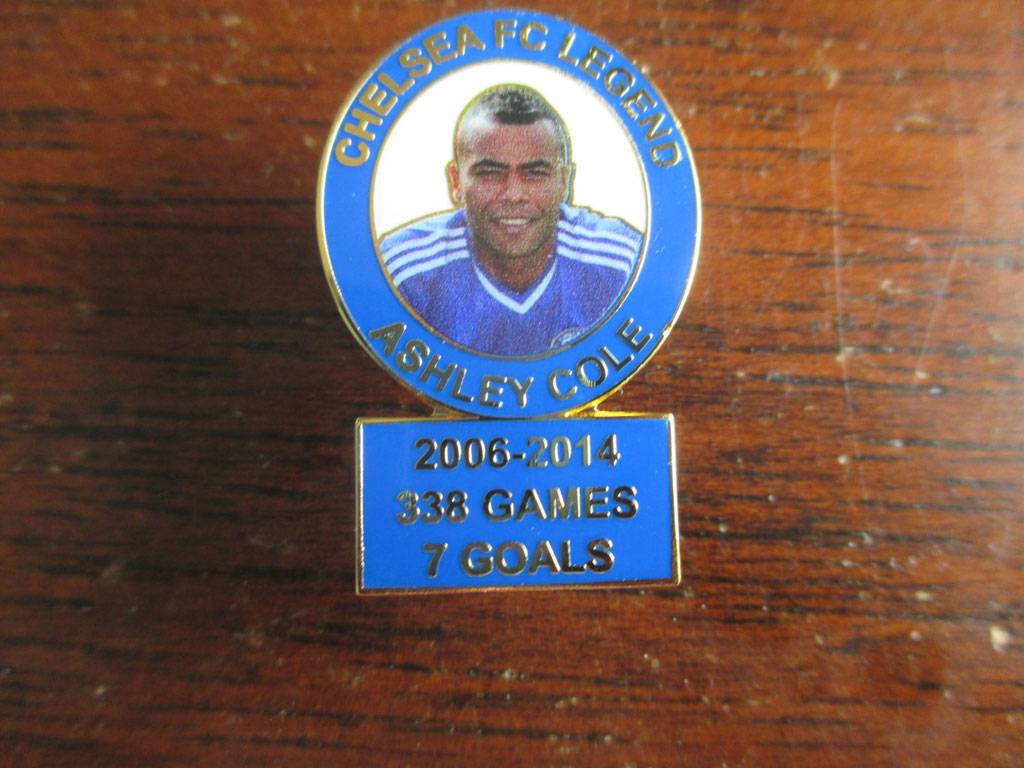 CHELSEA FC LEGEND
ASHLEY COLE
2006-2014
338 GAMES
7 GOALS